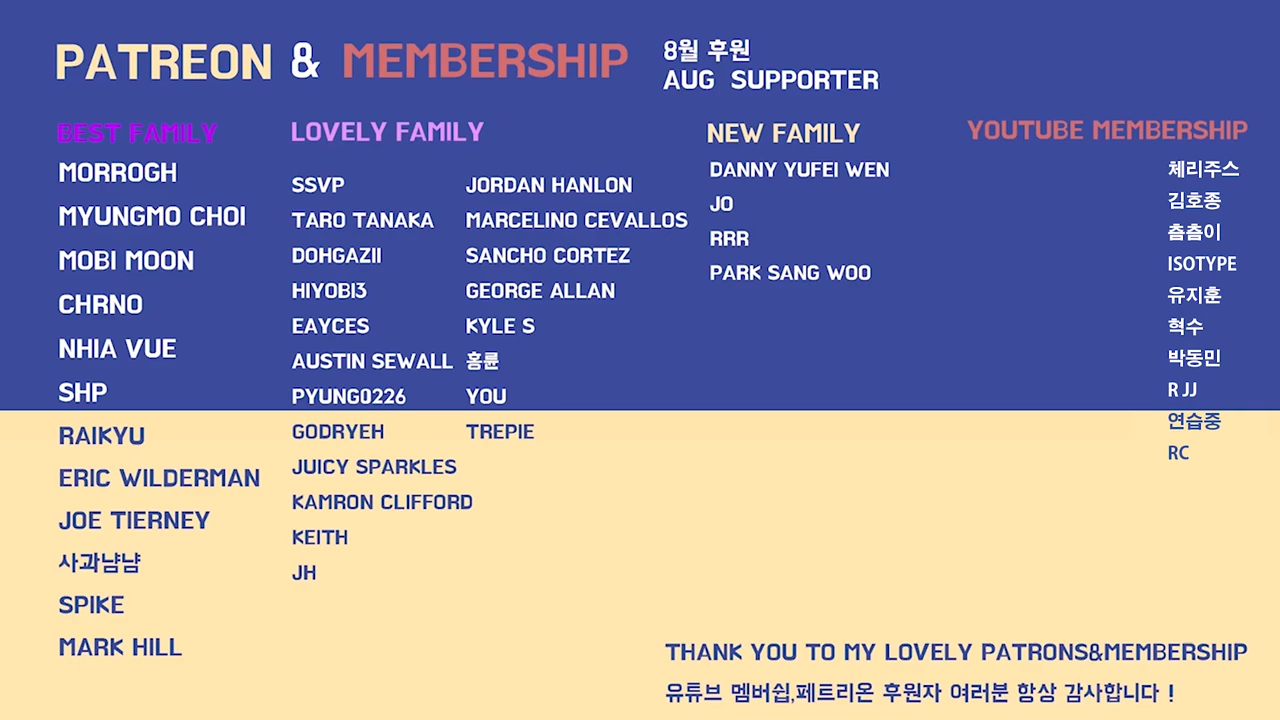 PATREON & MEMBERSHIP
8월 후원
AUG SUPPORTER
BEST FAMILY
MORROGH
MYUNGMO CHOI
MOBI MOON
CHRNO
NHIA VUE
SHP
RAIKYU
ERIC WILDERMAN
JOE TIERNEY
사과냠냠
SPIKE
MARK HILL
LOVELY FAMILY
SSVP
TARO TANAKA
DOHGAZII
HIYOBI3
EAYCES
AUSTIN SEWALL
PYUNG0226
GODRYEH
JUICY SPARKLES
KAMRON CLIFFORD
KEITH
JH
JORDAN HANLON
MARCELINO CEVALLOS
SANCHO CORTEZ
GEORGE ALLAN
KYLE S
홍륜
YOU
TREPIE
NEW FAMILY
DANNY YUFEI WEN
JO
RRR
PARK SANG WOO
YOUTUBE MEMBERSHIP
체리주스
김호종
춈춈이
ISOTYPE
유지훈
혁수
박동민
R JJ
연습중
RC
THANK YOU TO MY LOVELY PATRONS&MEMBERSHIP
유튜브 멤버쉽,페트리온 후원자 여러분 항상 감사합니다 !